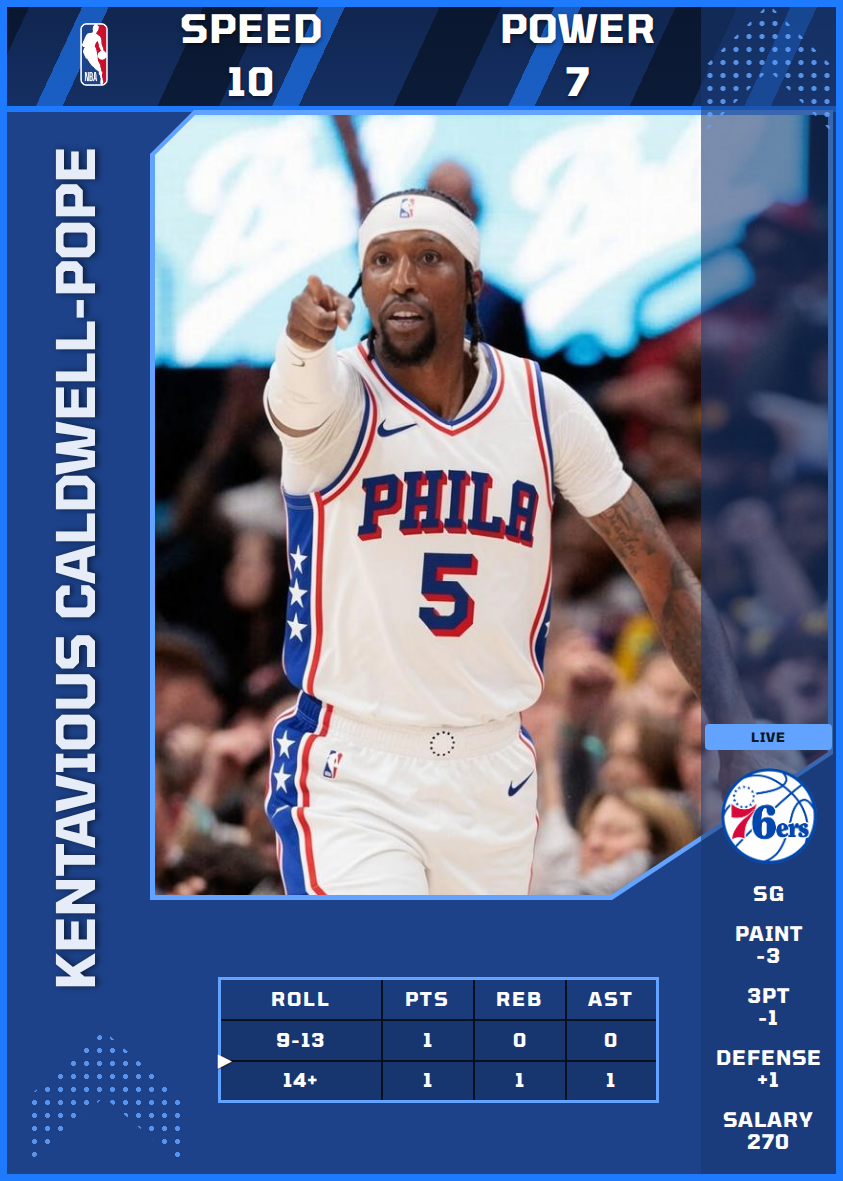 SPEED
10
POWER
7
NBA
KENTAVIOUS CALDWELL-POPE
PHILA
5
LIVE
76ers
SG
PAINT
-3
3PT
-1
DEFENSE
+1
SALARY
270
ROLL PTS REB AST
9-13 1 0 0
14+ 1 1 1